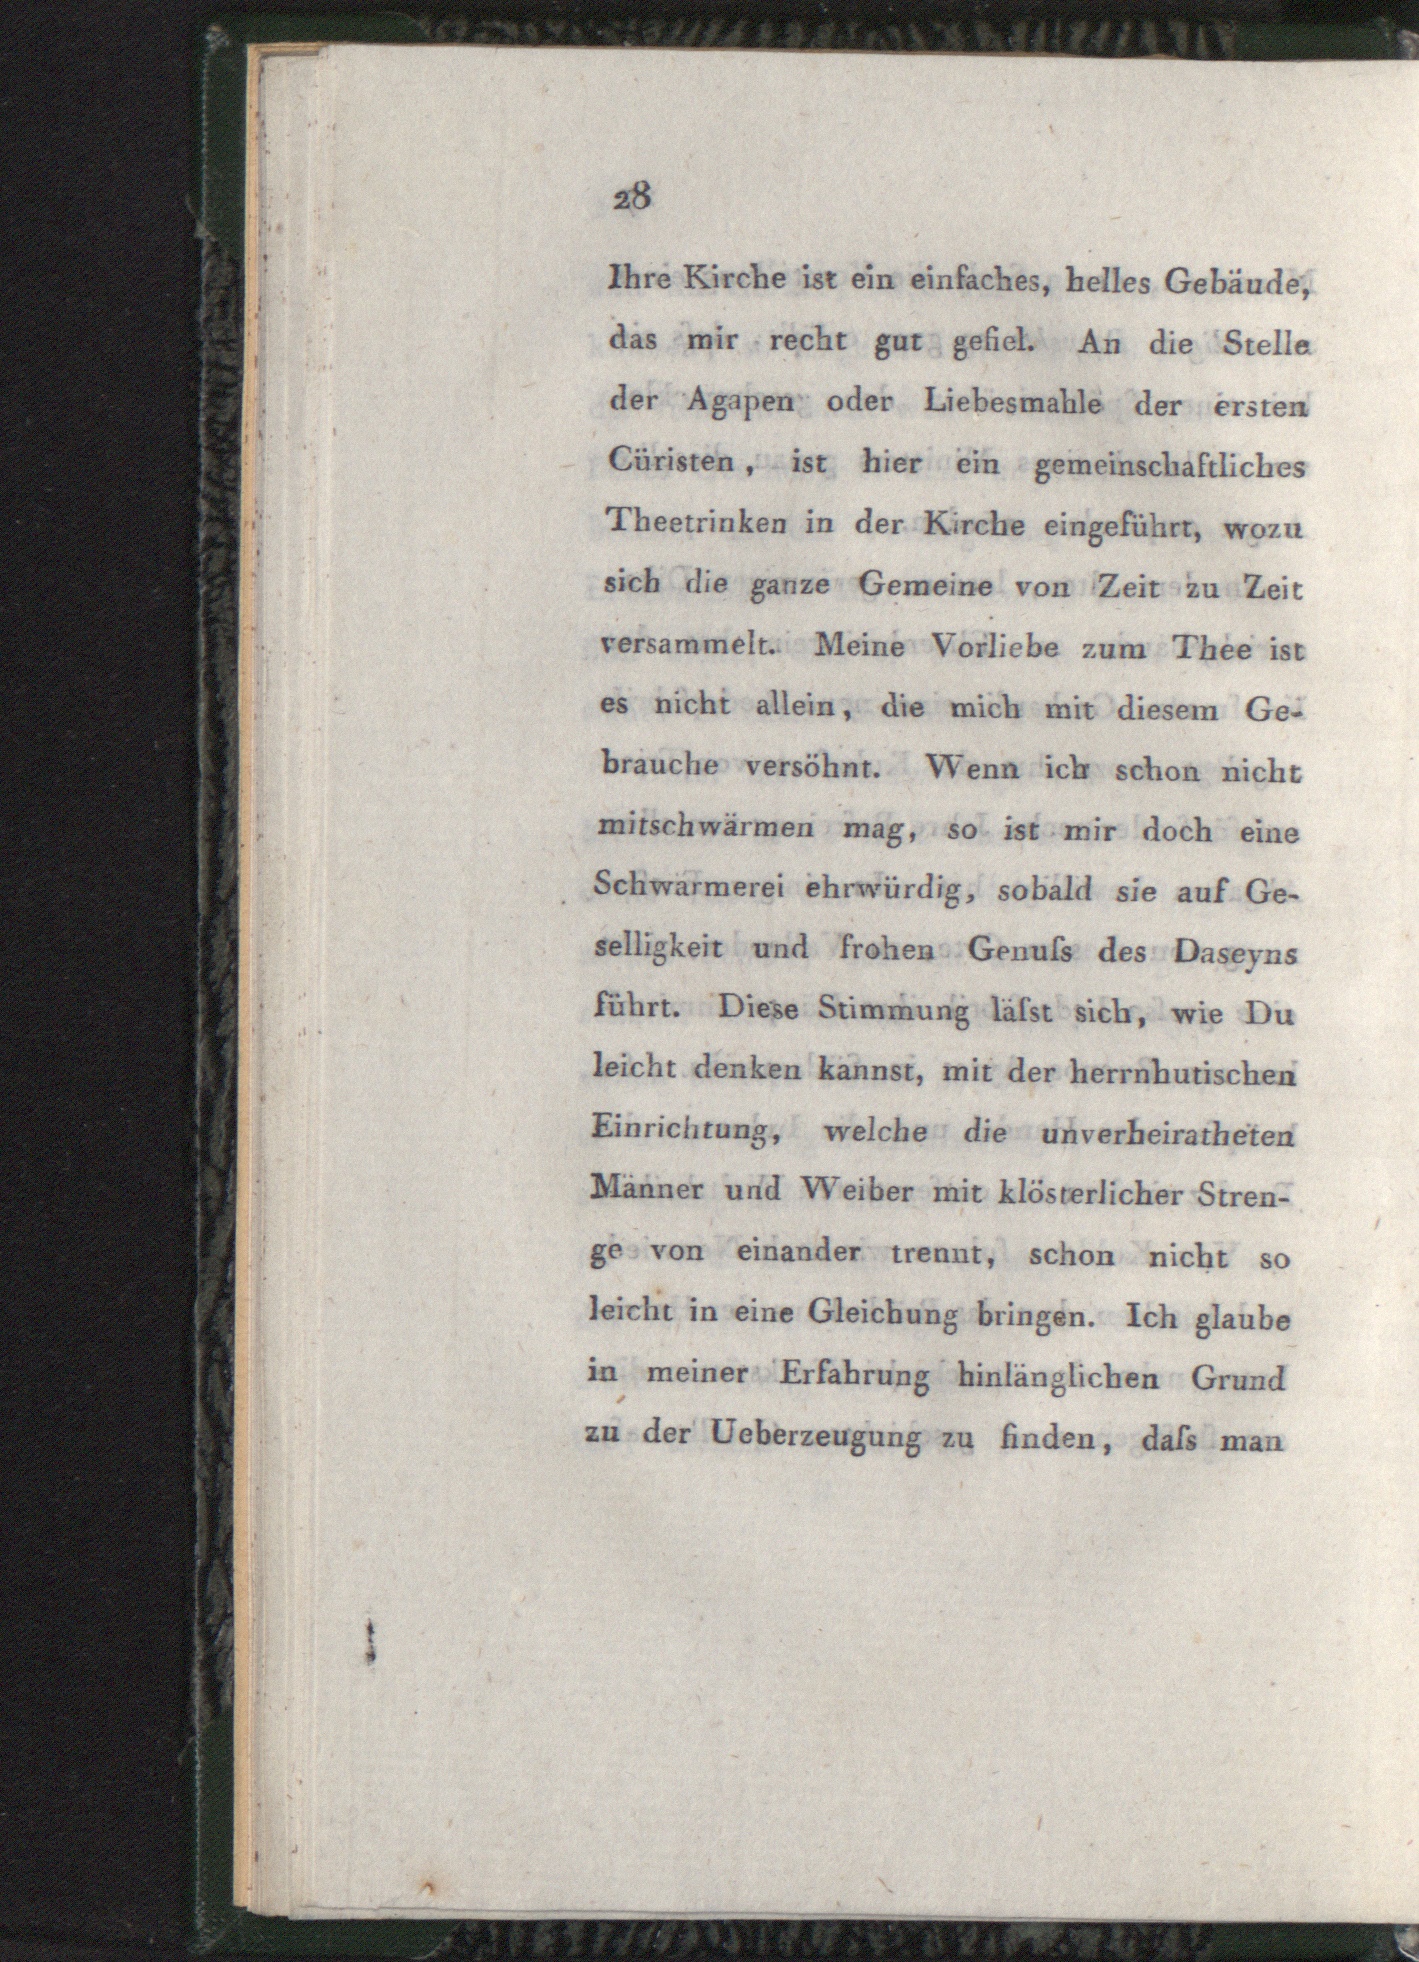 28
Ihre Kirche ist ein einfaches, helles Gebäude,
das mir recht gut gefiel. An die Stelle
der Agapen oder Liebesmahle der ersten
Cüristen, ist hier ein gemeinschaftliches
Theetrinken in der Kirche eingeführt, wozu
sich die ganze Gemeine von Zeit zu Zeit
versammelt. Meine Vorliebe zum Thee ist
es nicht allein, die mich mit diesem Ge-
brauche versöhnt. Wenn ich schon nicht
mitschwärmen mag, so ist mir doch eine
Schwärmerei ehrwürdig, sobald sie auf Ge-
selligkeit und frohen Genuſs des Daseyns
führt. Diese Stimmung läſst sich, wie Du
leicht denken kannst, mit der herrnhutischen
Einrichtung, welche die unverheiratheten
Männer und Weiber mit klösterlicher Stren-
ge von einander trennt, schon nicht so
leicht in eine Gleichung bringen. Ich glaube
in meiner Erfahrung hinlänglichen Grund
zu der Ueberzeugung zu finden, daſs man